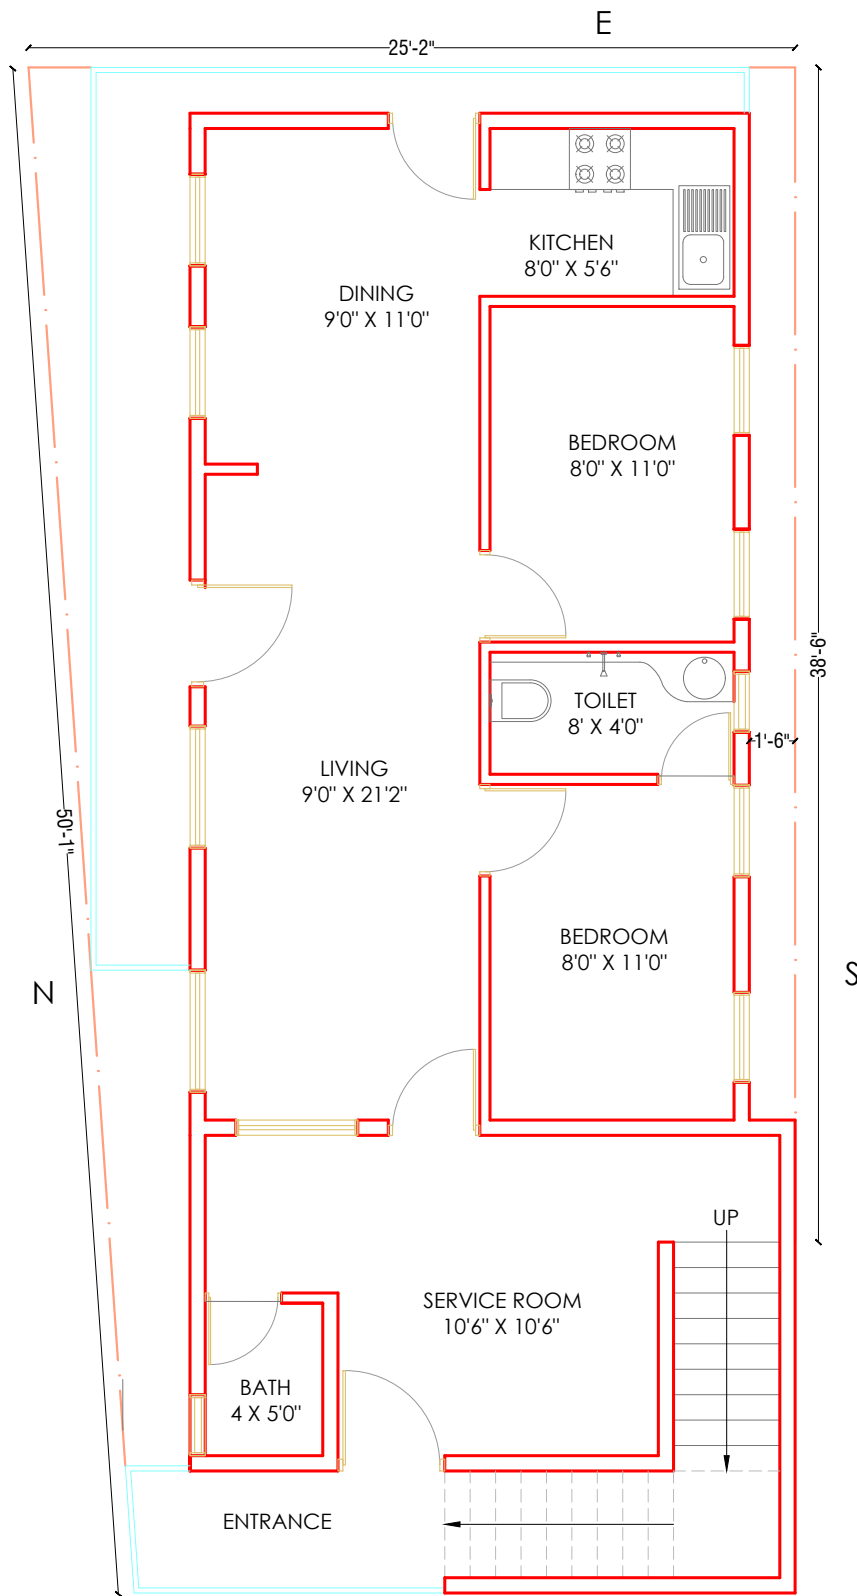 E
25'-2"
KITCHEN
8'0" X 5'6"
DINING
9'0" X 11'0"
BEDROOM
8'0" X 11'0"
38'-6"
TOILET
8' X 4'0"
1'-6"
LIVING
9'0" X 21'2"
50'-1"
BEDROOM
8'0" X 11'0"
N
S
UP
SERVICE ROOM
10'6" X 10'6"
BATH
4 X 5'0"
ENTRANCE